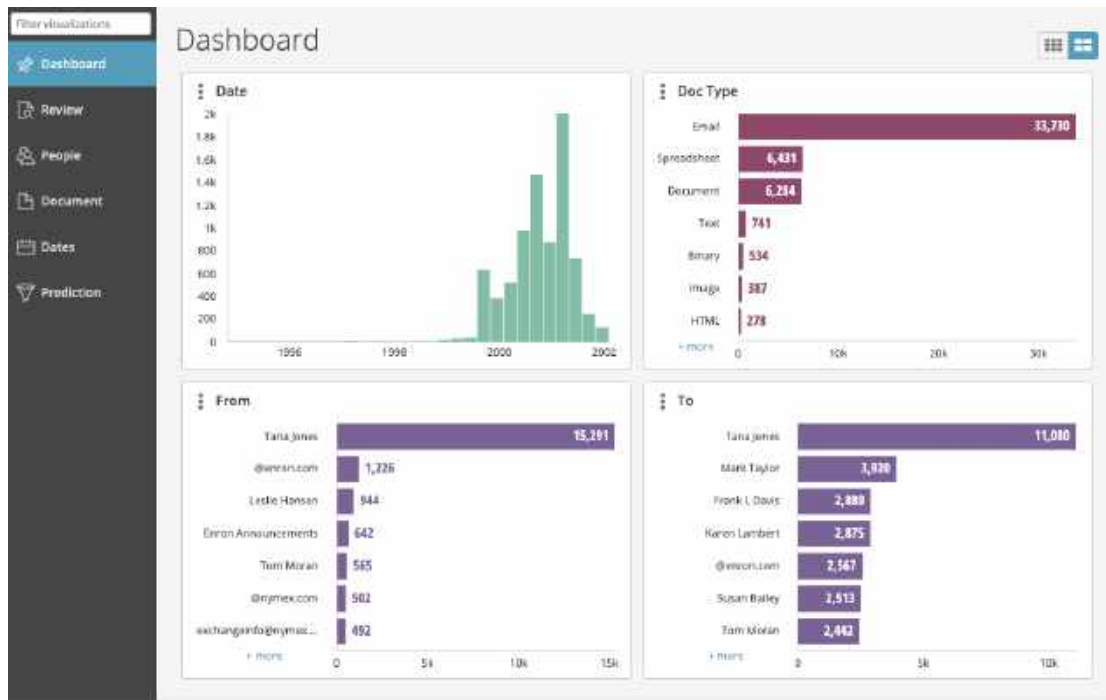 Filter visualizations
Dashboard
Review
People
Document
Dates
Prediction
Dashboard
Date
2k
1.8k
1.6k
1.4k
1.2k
1k
800
600
400
200
0
1996
1998
2000
2002
Doc Type
Email 33,730
Spreadsheet 6,431
Document 6,284
Text 741
Binary 534
Image 387
HTML 278
+ more
0 10k 20k 30k
From
Tana Jones 15,291
@enron.com 1,226
Leslie Hansen 944
Enron Announcements 642
Tom Moran 565
@nymex.com 502
exchangeinfo@nymex... 492
+ more
0 5k 10k 15k
To
Tana Jones 11,080
Mark Taylor 3,920
Frank L Davis 2,889
Karen Lambert 2,875
@enron.com 2,567
Susan Bailey 2,513
Tom Moran 2,442
+ more
0 5k 10k